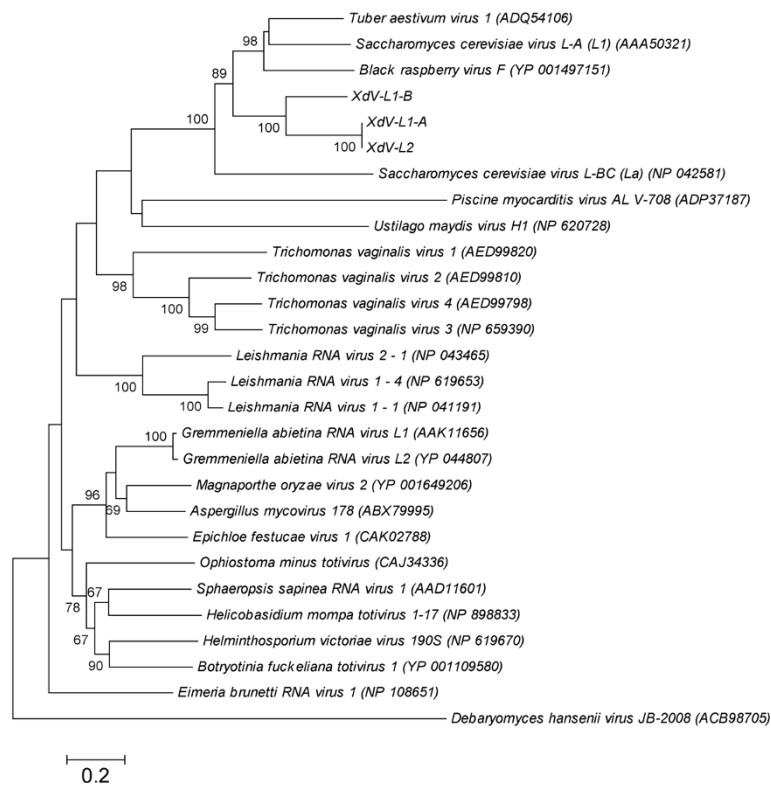 Tuber aestivum virus 1 (ADQ54106)
98
Saccharomyces cerevisiae virus L-A (L1) (AAA50321)
89
Black raspberry virus F (YP 001497151)
XdV-L1-B
100
100
XdV-L1-A
100
XdV-L2
Saccharomyces cerevisiae virus L-BC (La) (NP 042581)
Piscine myocarditis virus AL V-708 (ADP37187)
Ustilago maydis virus H1 (NP 620728)
Trichomonas vaginalis virus 1 (AED99820)
98
Trichomonas vaginalis virus 2 (AED99810)
100
Trichomonas vaginalis virus 4 (AED99798)
99
Trichomonas vaginalis virus 3 (NP 659390)
Leishmania RNA virus 2 - 1 (NP 043465)
100
Leishmania RNA virus 1 - 4 (NP 619653)
100
Leishmania RNA virus 1 - 1 (NP 041191)
100
Gremmeniella abietina RNA virus L1 (AAK11656)
Gremmeniella abietina RNA virus L2 (YP 044807)
96
Magnaporthe oryzae virus 2 (YP 001649206)
69
Aspergillus mycovirus 178 (ABX79995)
Epichloe festucae virus 1 (CAK02788)
Ophiostoma minus totivirus (CAJ34336)
67
78
Sphaeropsis sapinea RNA virus 1 (AAD11601)
Helicobasidium mompa totivirus 1-17 (NP 898833)
67
Helminthosporium victoriae virus 190S (NP 619670)
90
Botryotinia fuckeliana totivirus 1 (YP 001109580)
Eimeria brunetti RNA virus 1 (NP 108651)
Debaryomyces hansenii virus JB-2008 (ACB98705)
0.2